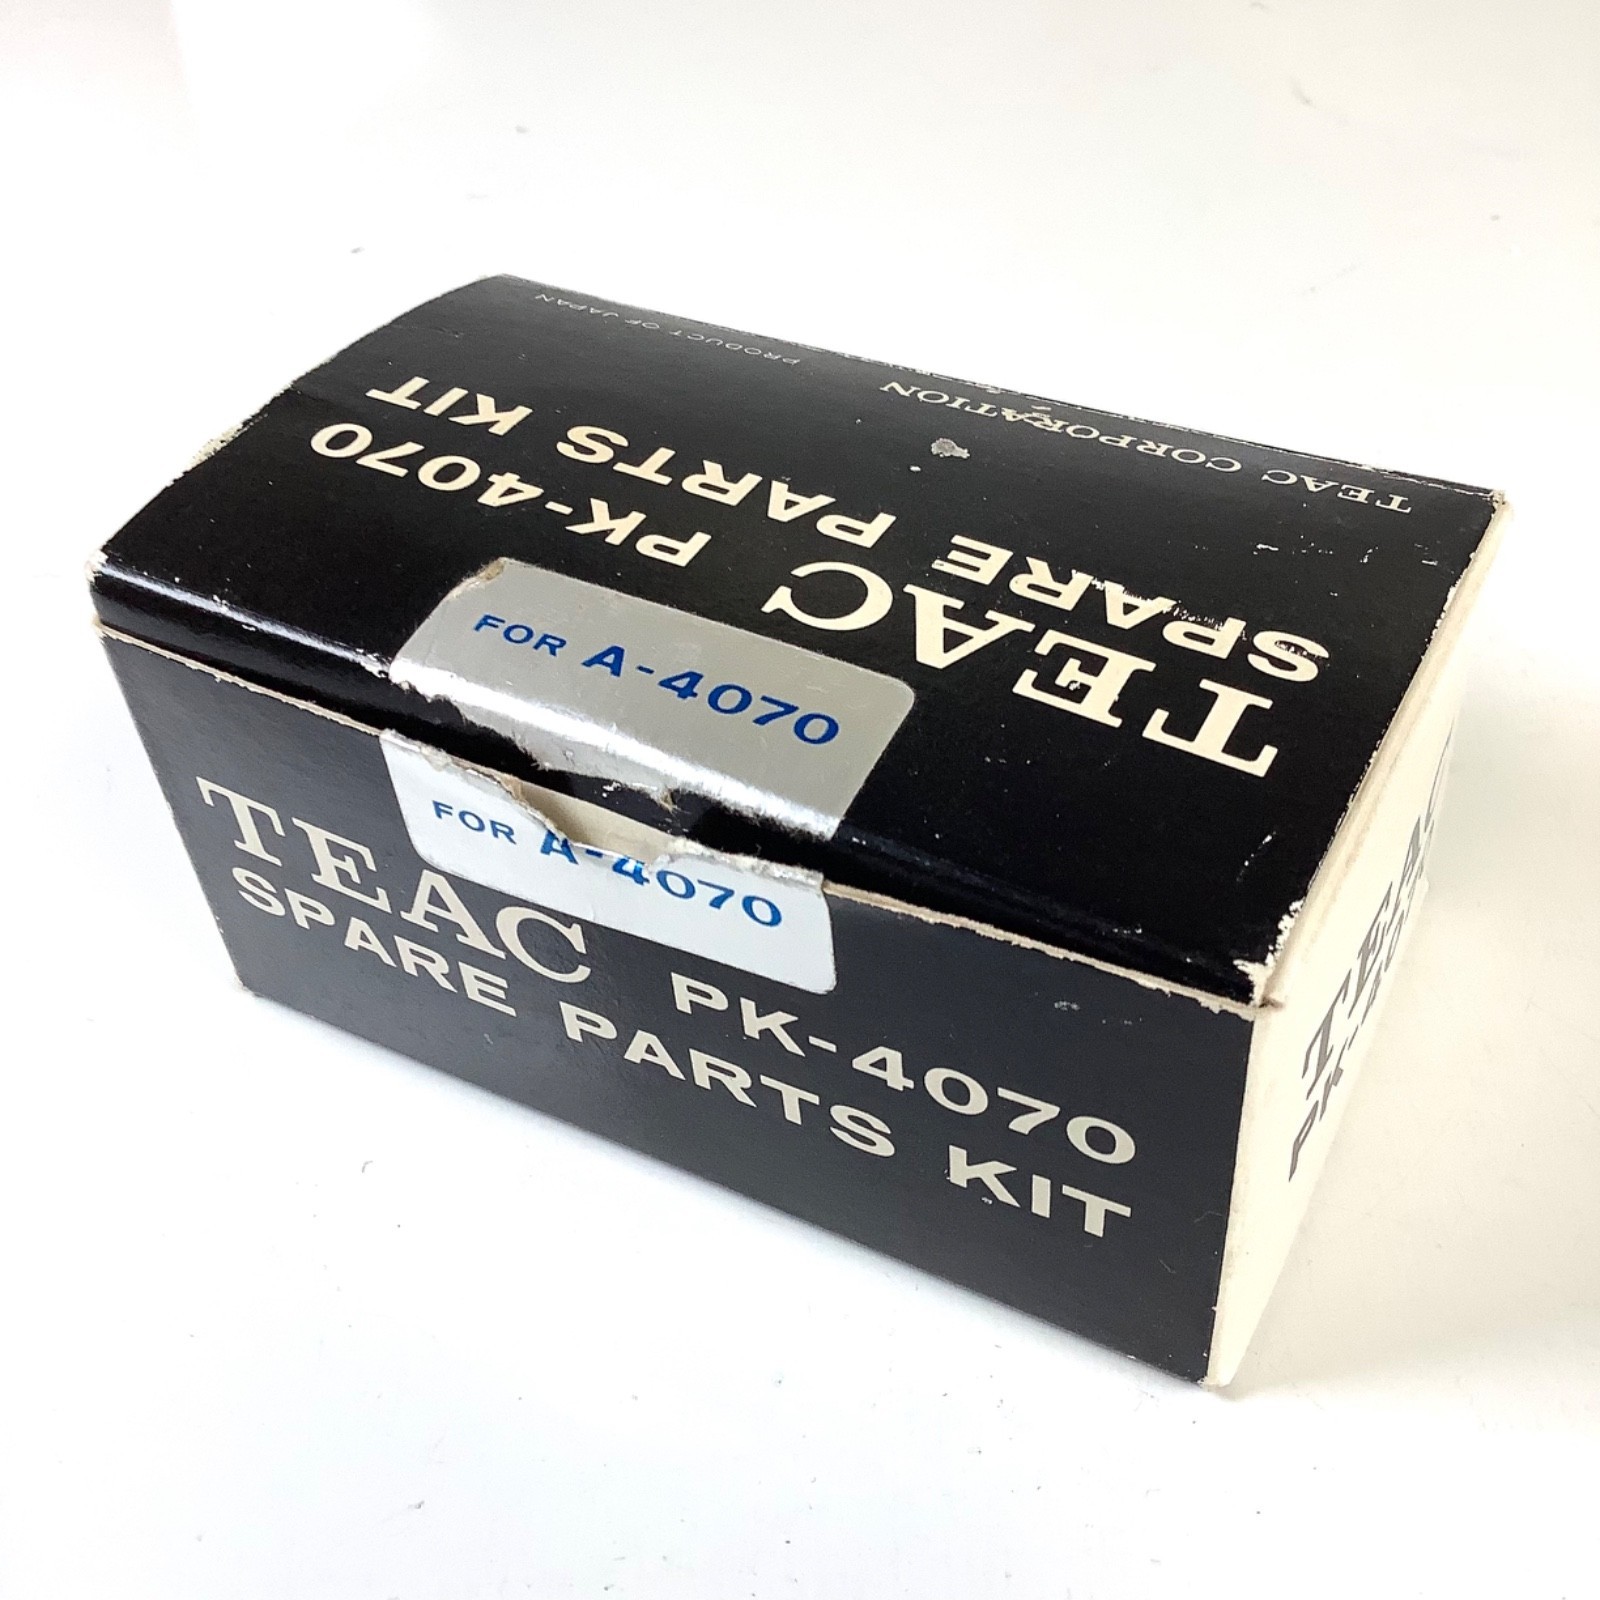 TEAC PK-4070
SPARE PARTS KIT
TEAC CORPORATION
PRODUCT OF JAPAN
FOR A-4070
FOR A-4070
TEAC PK-4070
SPARE PARTS KIT
TEAC